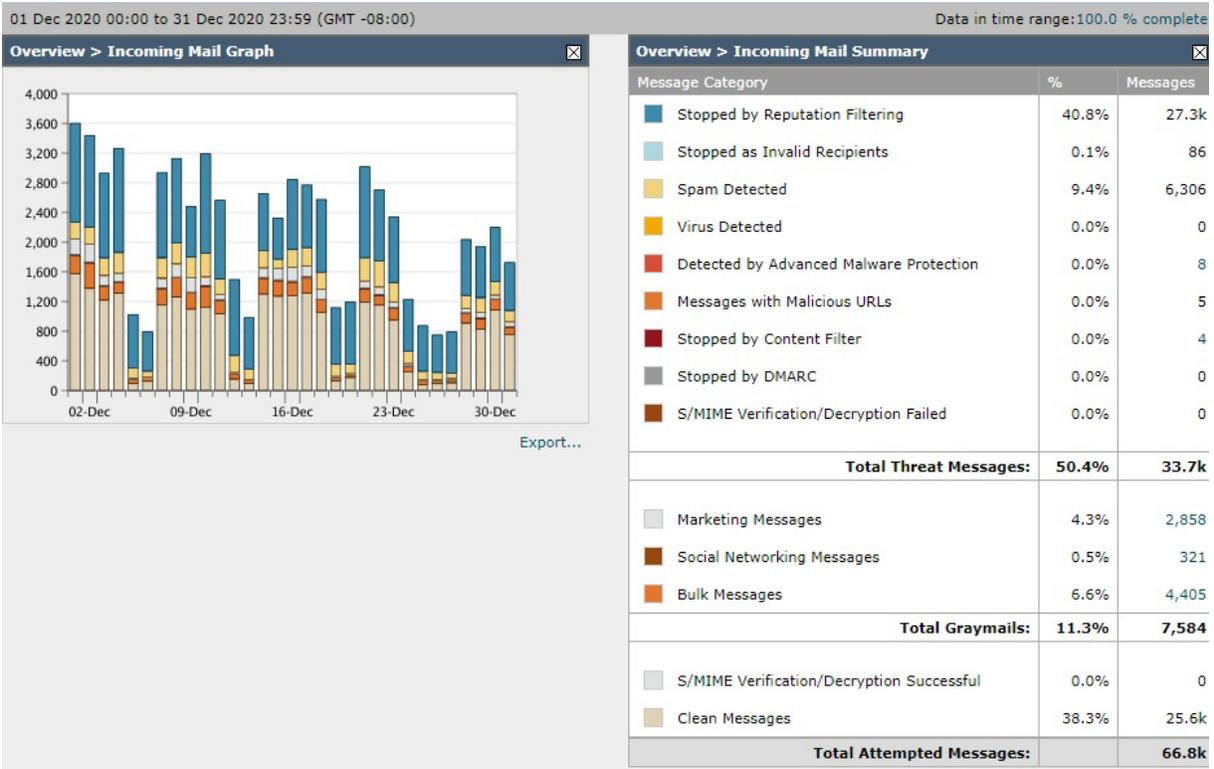 01 Dec 2020 00:00 to 31 Dec 2020 23:59 (GMT -08:00)
Data in time range:100.0 % complete
Overview > Incoming Mail Graph
4,000
3,600
3,200
2,800
2,400
2,000
1,600
1,200
800
400
0
02-Dec 09-Dec 16-Dec 23-Dec 30-Dec
Export...
Overview > Incoming Mail Summary
Message Category % Messages
Stopped by Reputation Filtering 40.8% 27.3k
Stopped as Invalid Recipients 0.1% 86
Spam Detected 9.4% 6,306
Virus Detected 0.0% 0
Detected by Advanced Malware Protection 0.0% 8
Messages with Malicious URLs 0.0% 5
Stopped by Content Filter 0.0% 4
Stopped by DMARC 0.0% 0
S/MIME Verification/Decryption Failed 0.0% 0
Total Threat Messages: 50.4% 33.7k
Marketing Messages 4.3% 2,858
Social Networking Messages 0.5% 321
Bulk Messages 6.6% 4,405
Total Graymails: 11.3% 7,584
S/MIME Verification/Decryption Successful 0.0% 0
Clean Messages 38.3% 25.6k
Total Attempted Messages: 66.8k